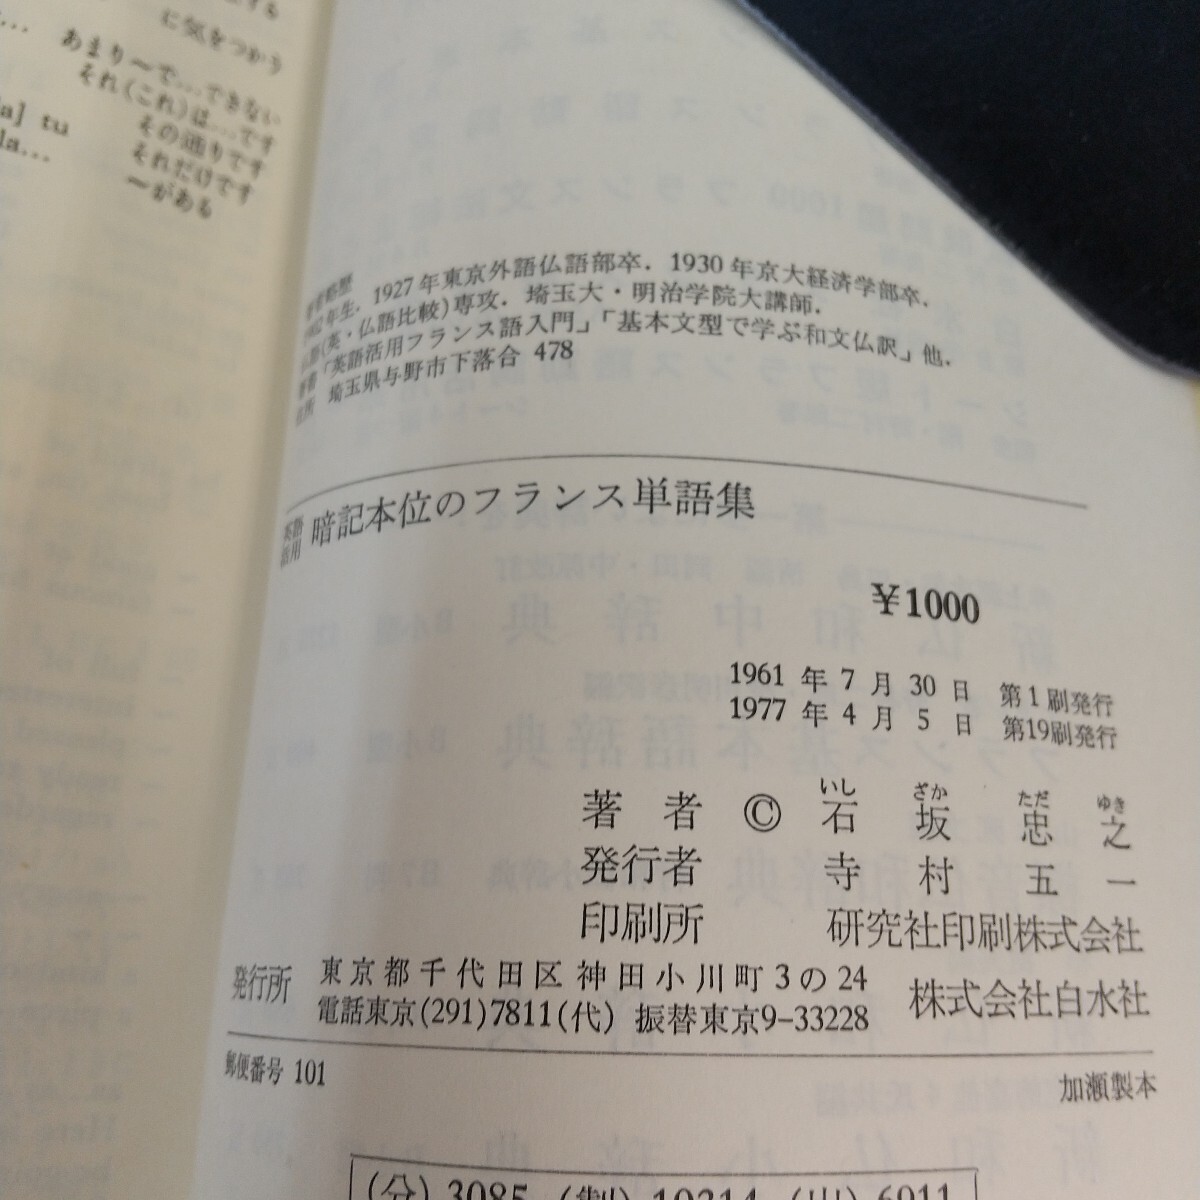 に気をつかう
あまり〜で…できない
それ(これ)は…です
その通りです
それだけです
〜がある
tu
la…
年生. 1927年東京外語仏語部卒. 1930年京大経済学部卒.
(英・仏語比較)専攻. 埼玉大・明治学院大講師.
「英語活用フランス語入門」「基本文型で学ぶ和文仏訳」他.
埼玉県与野市下落合 478
英語活用 暗記本位のフランス単語集
¥1000
1961 年 7 月 30 日 第1刷発行
1977 年 4 月 5 日 第19刷発行
いし ざか ただ ゆき
著者 © 石坂忠之
発行者 寺村五一
印刷所 研究社印刷株式会社
発行所 東京都千代田区神田小川町3の24 株式会社白水社
電話東京(291)7811(代) 振替東京9-33228
郵便番号 101
加瀬製本
(分) 3085 (製) 10314 (出) 6911